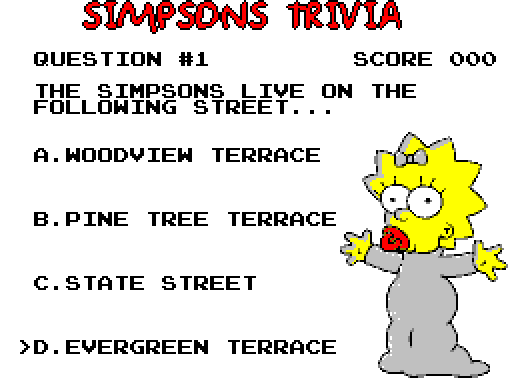 SIMPSONS TRIVIA
QUESTION #1 SCORE 000
THE SIMPSONS LIVE ON THE
FOLLOWING STREET...
A.WOODVIEW TERRACE
B.PINE TREE TERRACE
C.STATE STREET
>D.EVERGREEN TERRACE